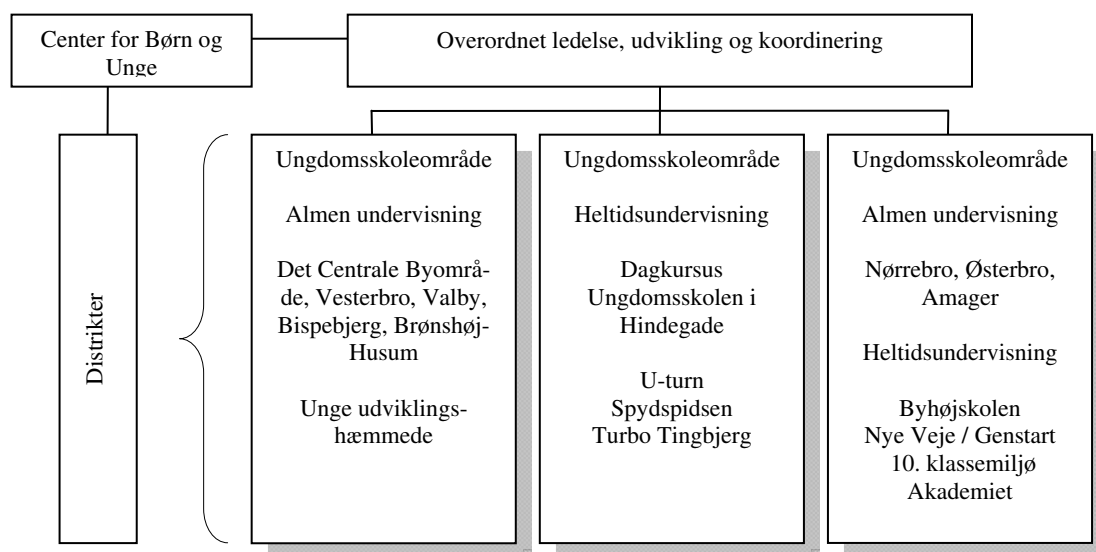 Center for Børn og
Unge
Overordnet ledelse, udvikling og koordinering
Distrikter
Ungdomsskoleområde
Almen undervisning
Det Centrale Byområ-
de, Vesterbro, Valby,
Bispebjerg, Brønshøj-
Husum
Unge udviklings-
hæmmede
Ungdomsskoleområde
Heltidsundervisning
Dagkursus
Ungdomsskolen i
Hindegade
U-turn
Spydspidsen
Turbo Tingbjerg
Ungdomsskoleområde
Almen undervisning
Nørrebro, Østerbro,
Amager
Heltidsundervisning
Byhøjskolen
Nye Veje / Genstart
10. klassemiljø
Akademiet